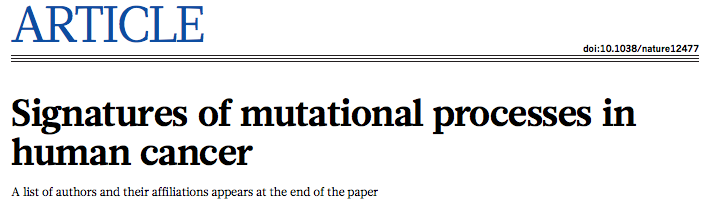 ARTICLE
doi:10.1038/nature12477
Signatures of mutational processes in
human cancer
A list of authors and their affiliations appears at the end of the paper